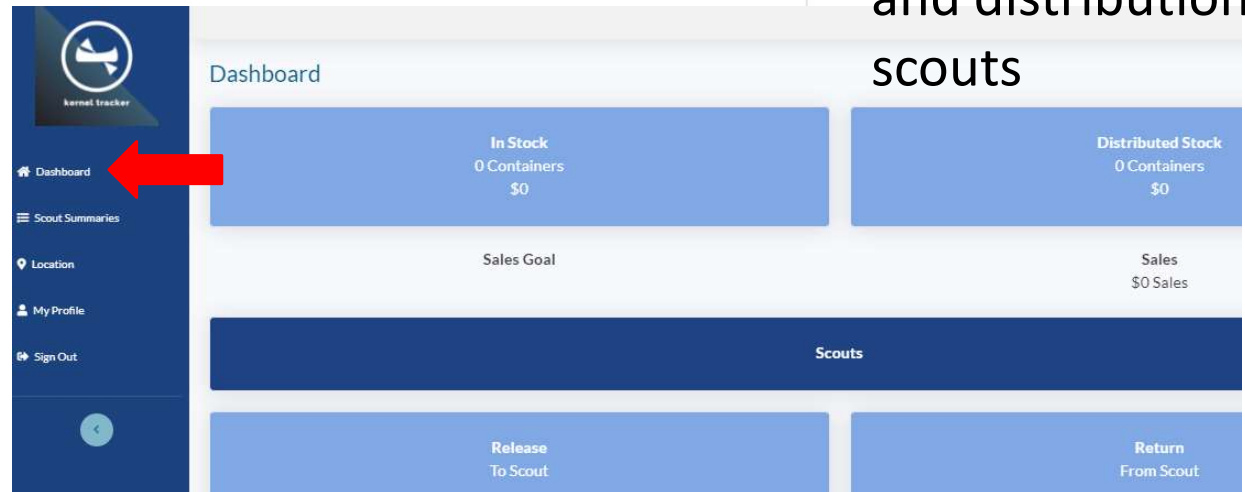 and distribution
scouts
kernel tracker
Dashboard
Scout Summaries
Location
My Profile
Sign Out
Dashboard
In Stock
0 Containers
$0
Distributed Stock
0 Containers
$0
Sales Goal
Sales
$0 Sales
Scouts
Release
To Scout
Return
From Scout